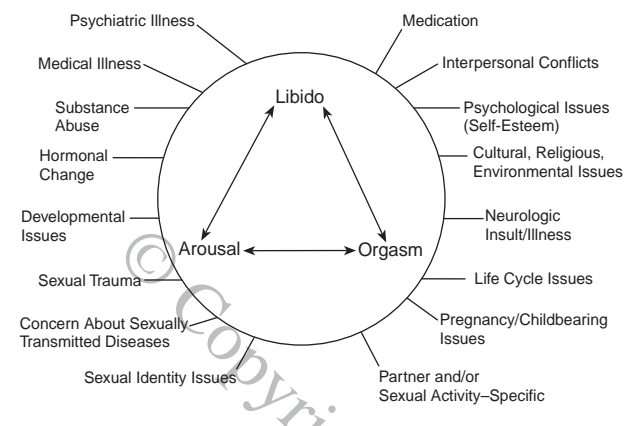 Psychiatric Illness
Medication
Medical Illness
Interpersonal Conflicts
Libido
Substance
Abuse
Psychological Issues
(Self-Esteem)
Hormonal
Change
Cultural, Religious,
Environmental Issues
Developmental
Issues
Neurologic
Insult/Illness
Arousal
Orgasm
Sexual Trauma
Life Cycle Issues
Concern About Sexually
Transmitted Diseases
Pregnancy/Childbearing
Issues
Sexual Identity Issues
Partner and/or
Sexual Activity–Specific
© Copyri